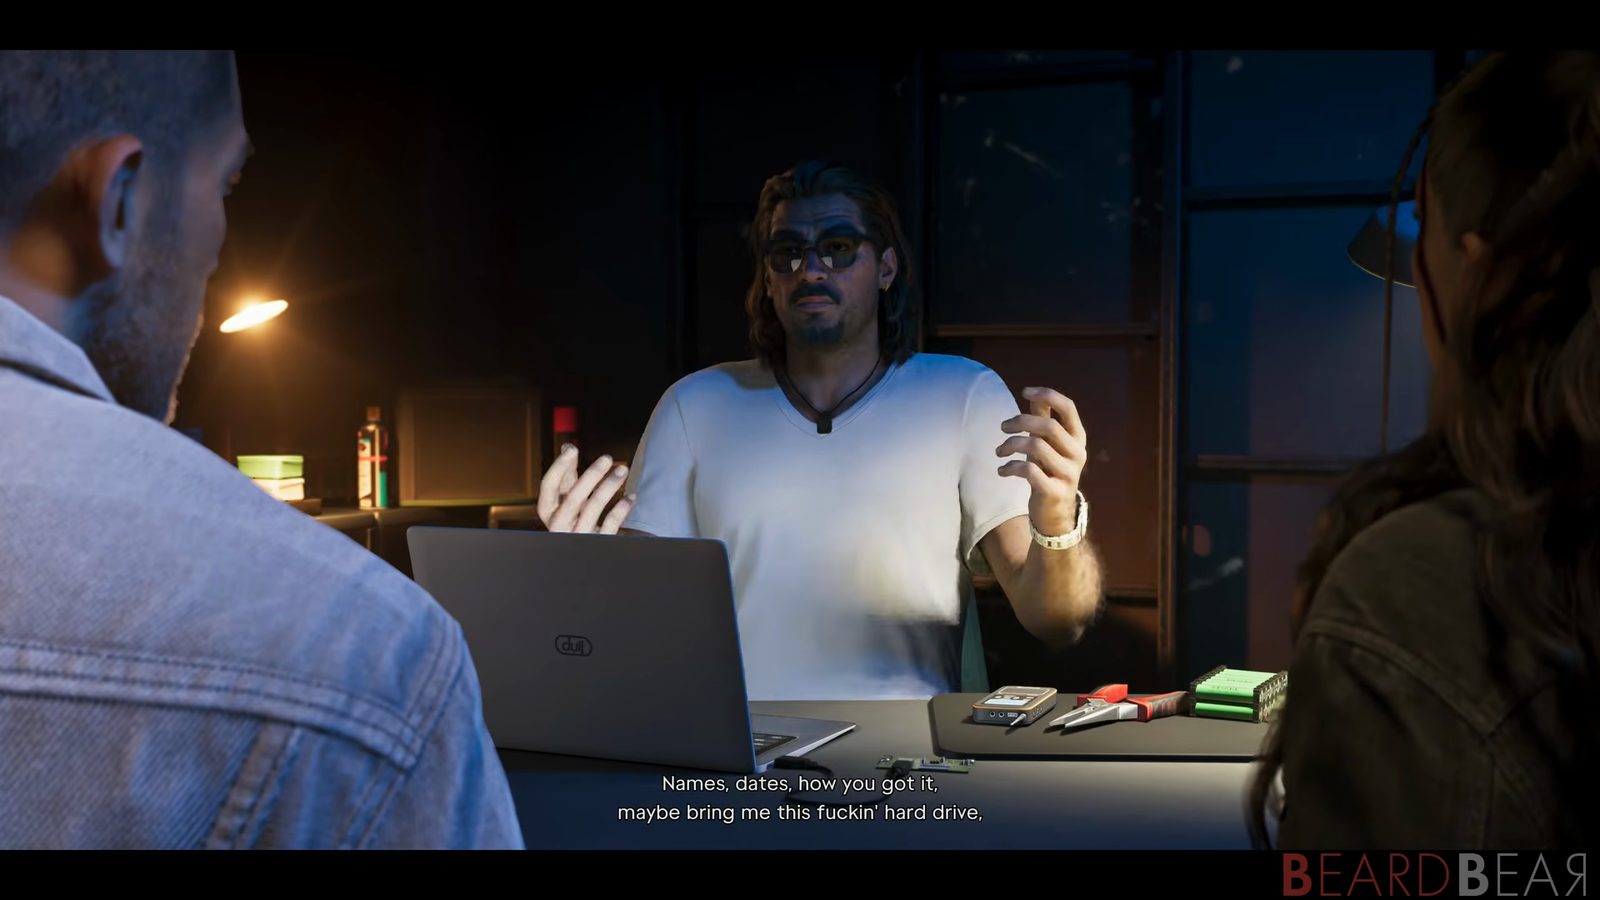 Names, dates, how you got it,
maybe bring me this fuckin' hard drive,
BEARDBEAR